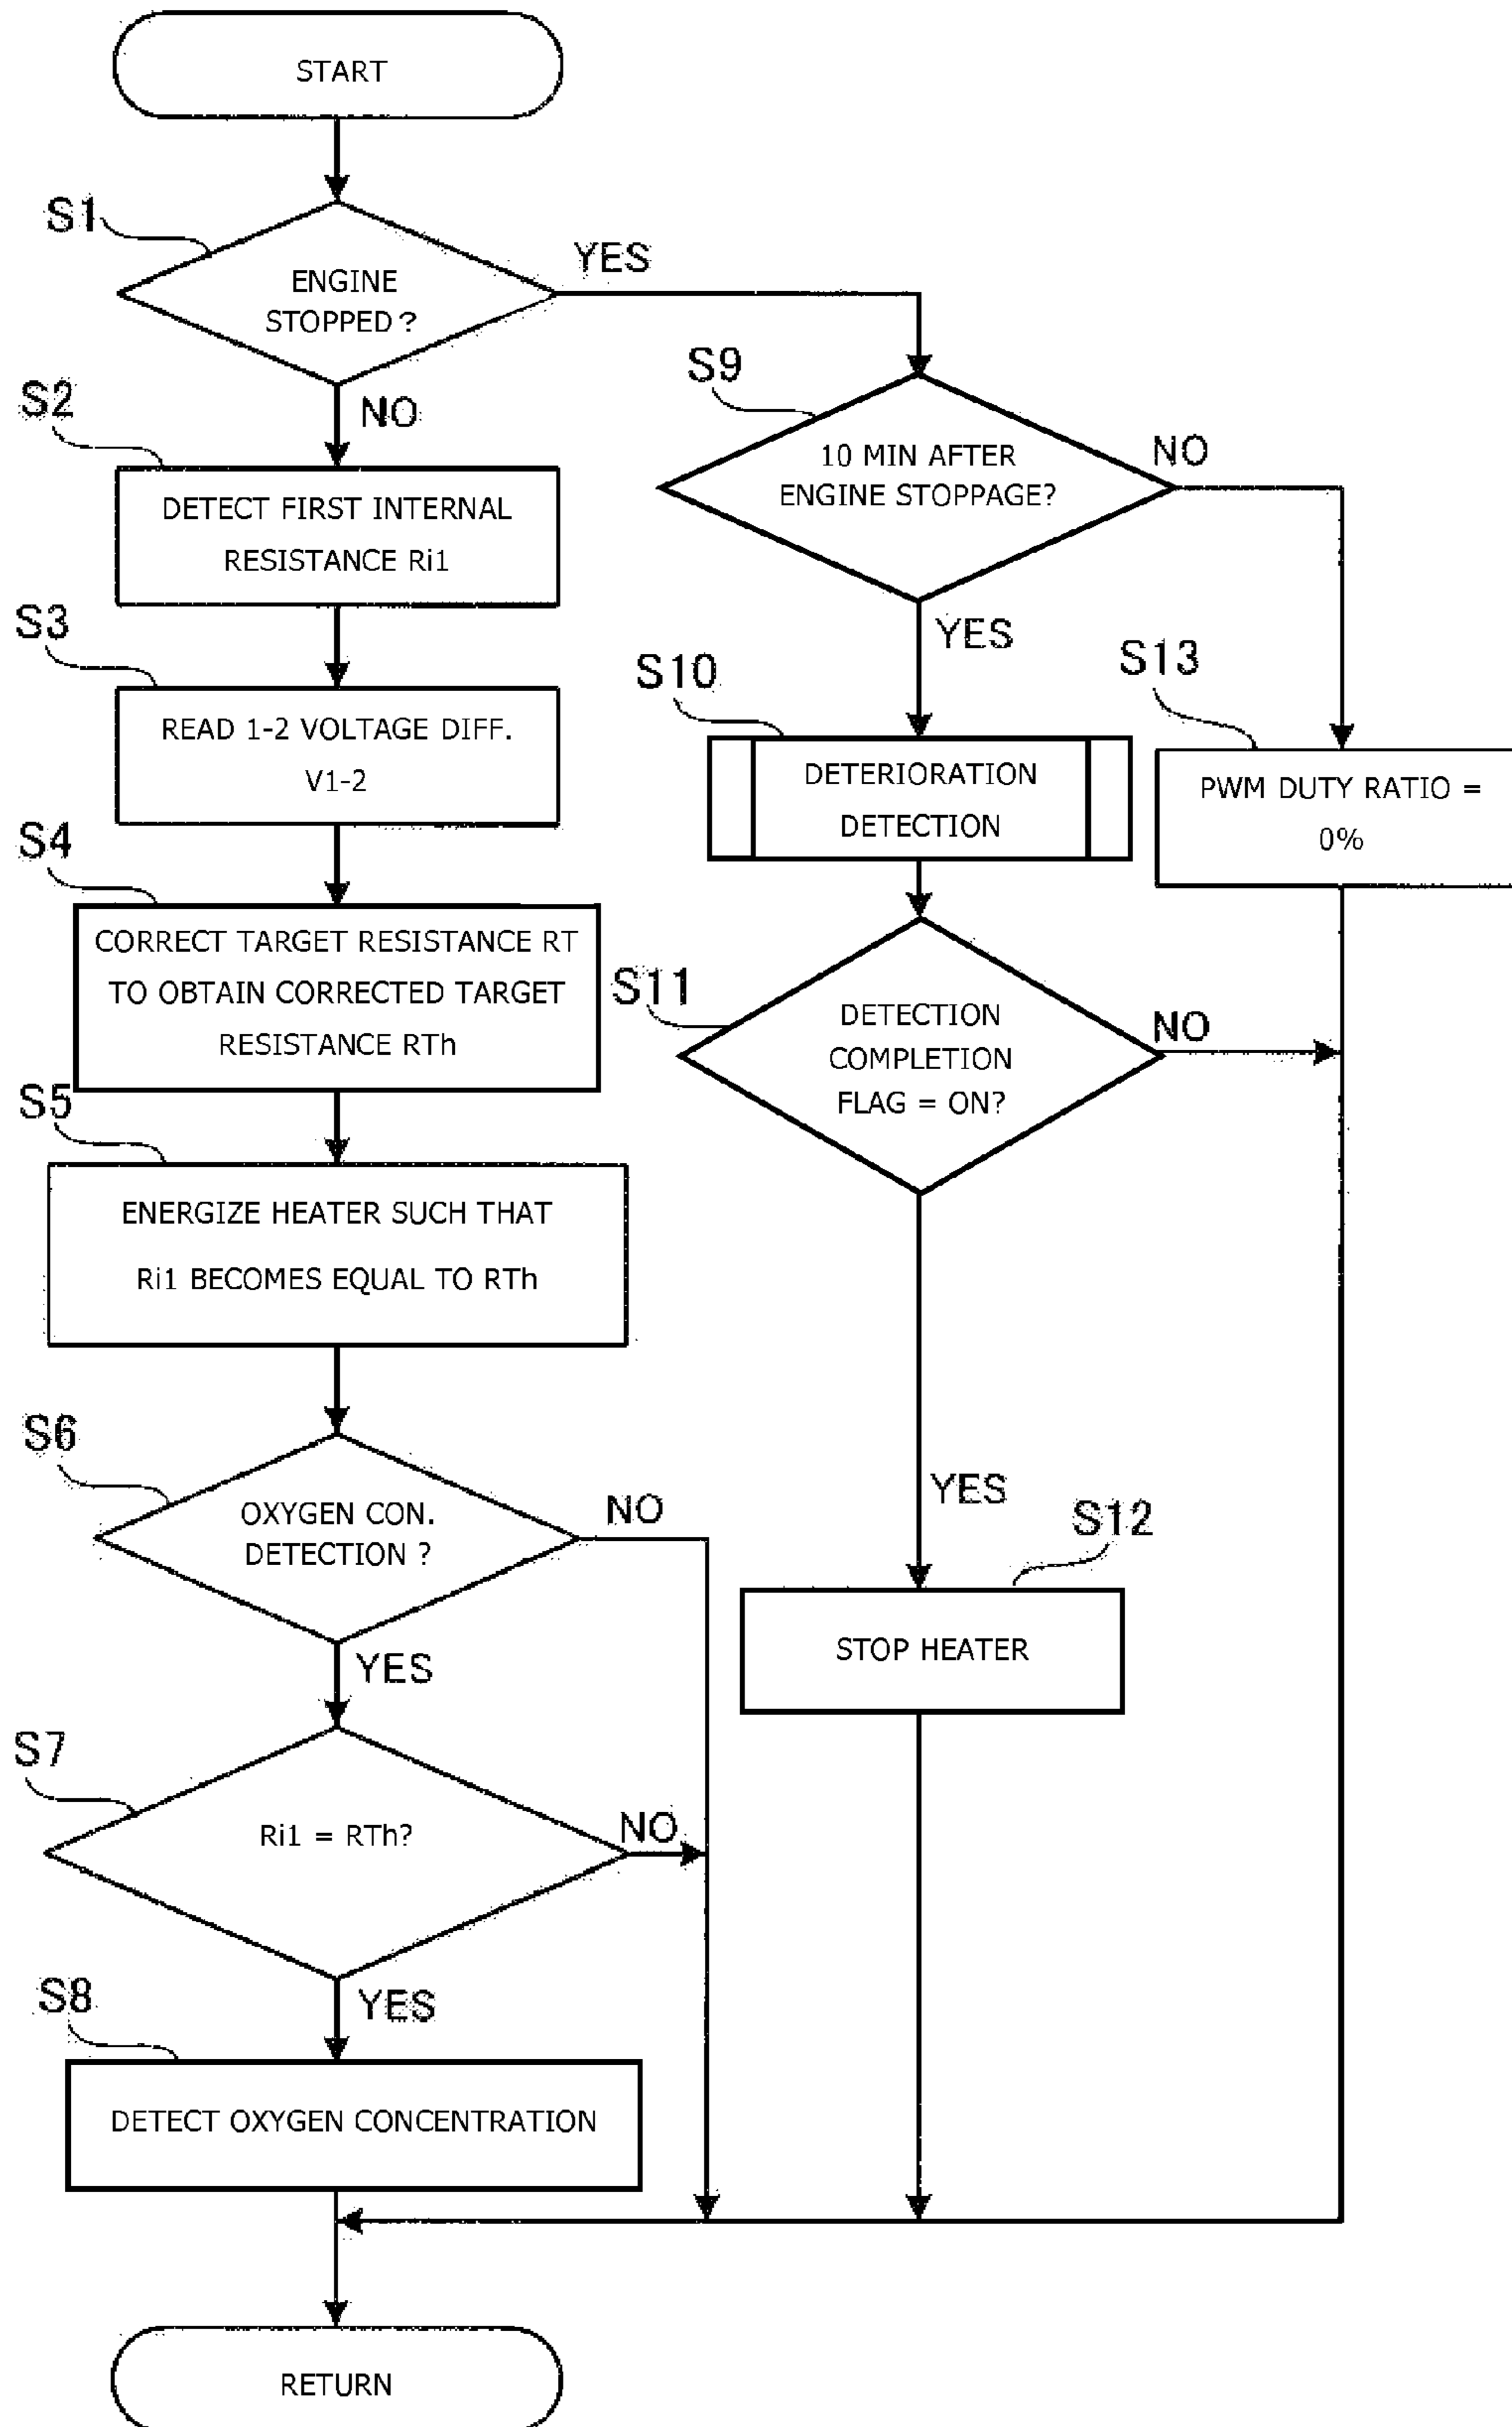 START
S1
ENGINE
STOPPED?
YES
NO
S2
DETECT FIRST INTERNAL
RESISTANCE Ri1
S3
READ 1-2 VOLTAGE DIFF.
V1-2
S4
CORRECT TARGET RESISTANCE RT
TO OBTAIN CORRECTED TARGET
RESISTANCE RTh
S5
ENERGIZE HEATER SUCH THAT
Ri1 BECOMES EQUAL TO RTh
S6
OXYGEN CON.
DETECTION ?
NO
YES
S7
Ri1 = RTh?
NO
YES
S8
DETECT OXYGEN CONCENTRATION
RETURN
S9
10 MIN AFTER
ENGINE STOPPAGE?
NO
YES
S10
DETERIORATION
DETECTION
S11
DETECTION
COMPLETION
FLAG = ON?
NO
YES
S12
STOP HEATER
S13
PWM DUTY RATIO =
0%